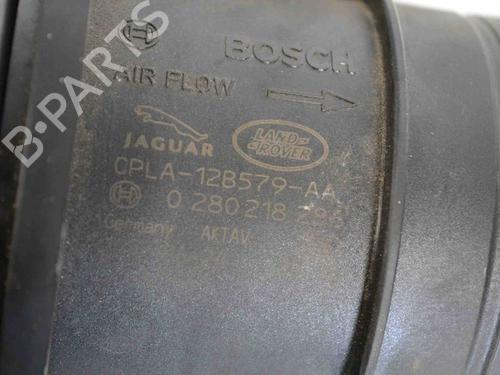 BOSCH
AIR FLOW
JAGUAR
LAND-
ROVER
CPLA-12B579-AA
0 280 218
Germany AKTAV
B-PARTS